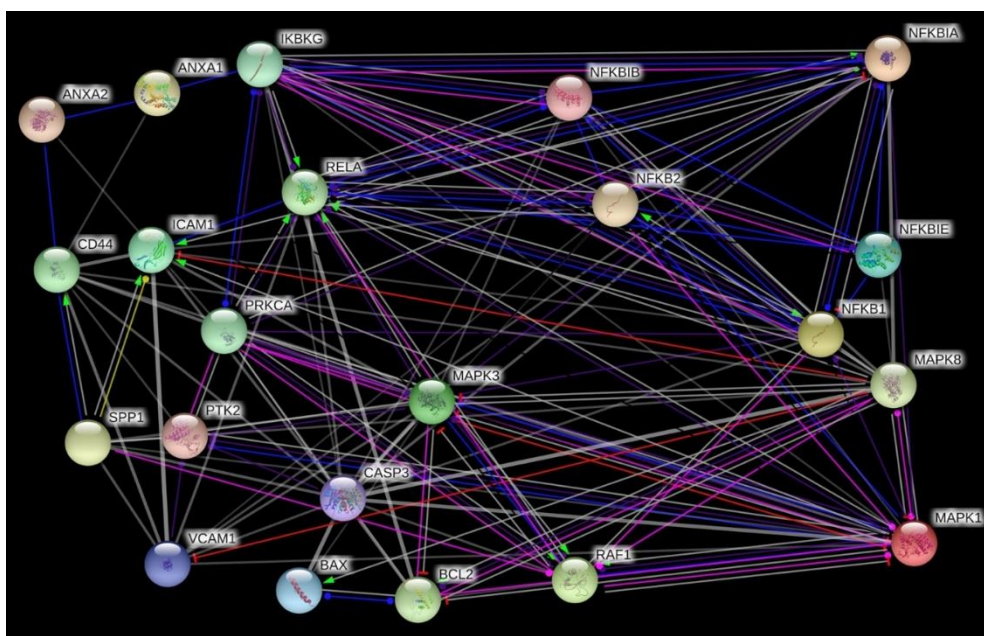 IKBKG
NFKBIA
ANXA1
NFKBIB
ANXA2
RELA
NFKB2
ICAM1
CD44
NFKBIE
PRKCA
NFKB1
MAPK8
MAPK3
SPP1
PTK2
CASP3
MAPK1
VCAM1
RAF1
BAX
BCL2